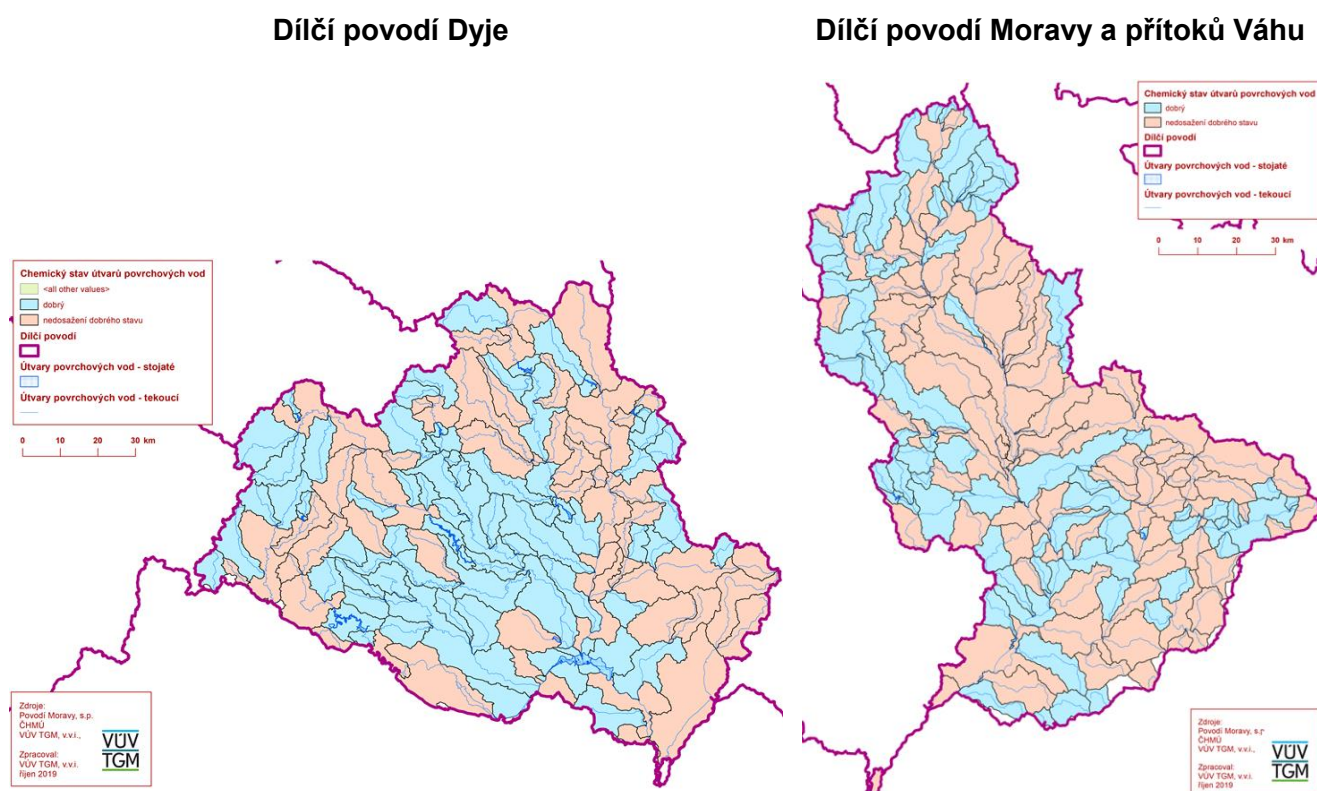 Dílčí povodí Dyje
Dílčí povodí Moravy a přítoků Váhu
Chemický stav útvarů povrchových vod
<all other values>
dobrý
nedosažení dobrého stavu
Dílčí povodí
Útvary povrchových vod - stojaté
Útvary povrchových vod - tekoucí
0 10 20 30 km
Zdroje:
Povodí Moravy, s.p.
ČHMÚ
VÚV TGM, v.v.i.,
Zpracoval:
VÚV TGM, v.v.i.
říjen 2019
VÚV
TGM
Chemický stav útvarů povrchových vod
dobrý
nedosažení dobrého stavu
Dílčí povodí
Útvary povrchových vod - stojaté
Útvary povrchových vod - tekoucí
0 10 20 30 km
Zdroje:
Povodí Moravy, s.p
ČHMÚ
VÚV TGM, v.v.i.,
Zpracoval:
VÚV TGM, v.v.i.
říjen 2019
VÚV
TGM